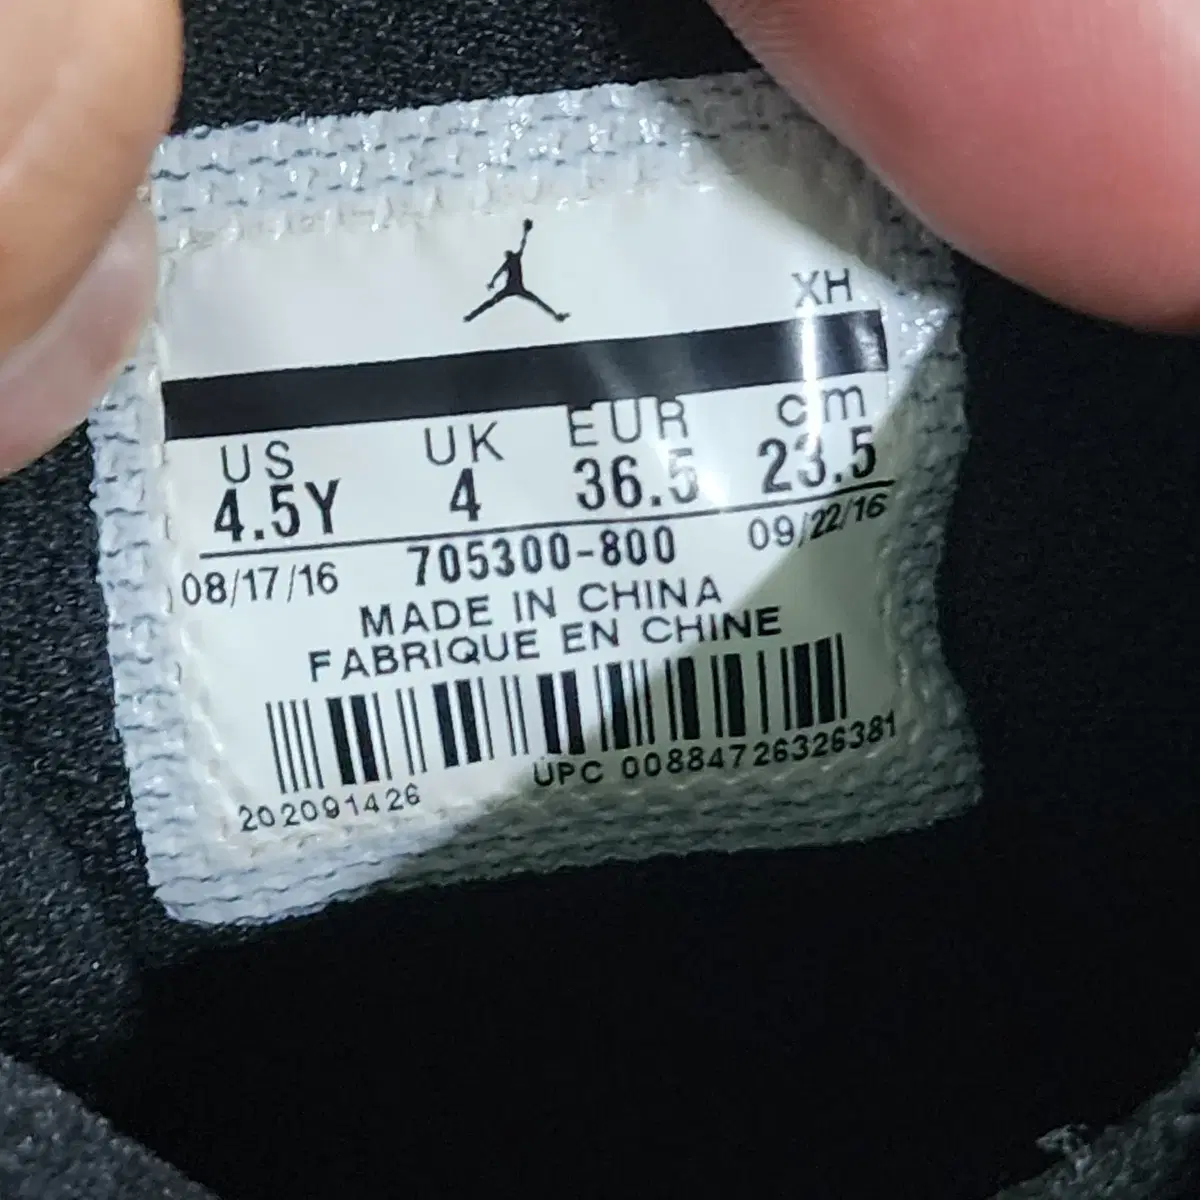 XH
US UK EUR cm
4.5Y 4 36.5 23.5
08/17/16 705300-800 09/22/16
MADE IN CHINA
FABRIQUE EN CHINE
202091426 UPC 00884726326381